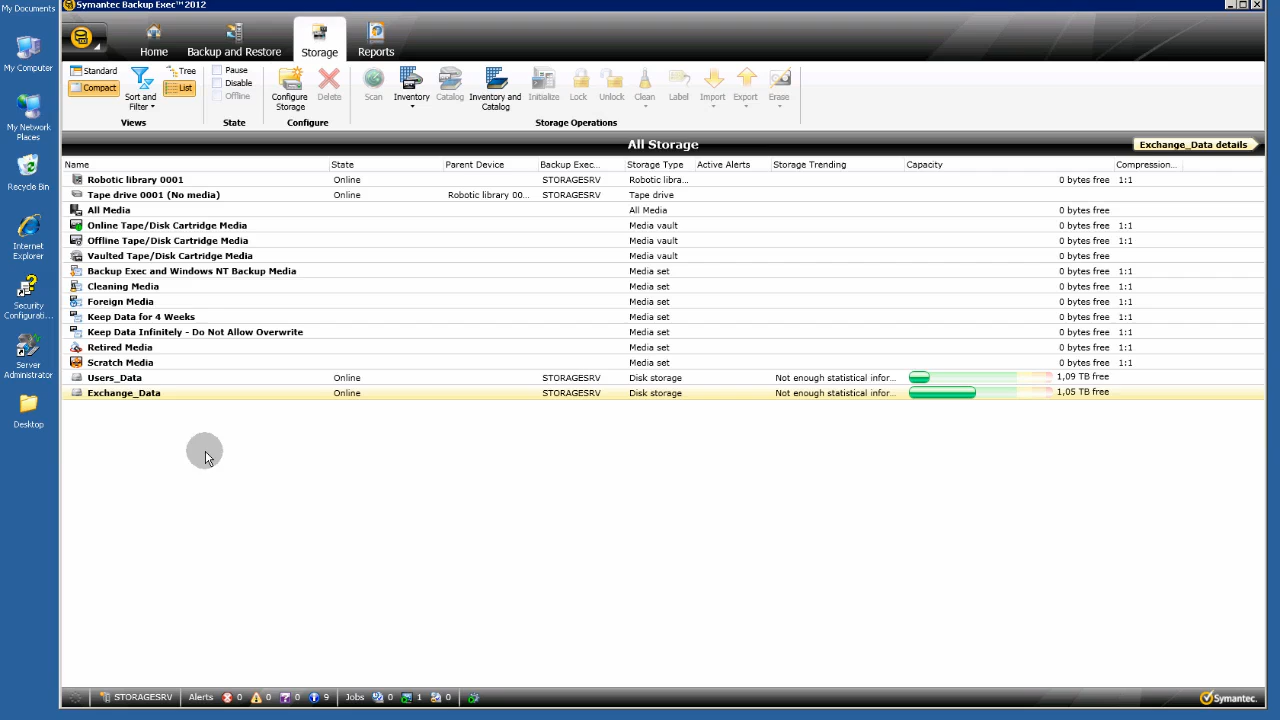 My Documents
Symantec Backup Exec™ 2012
My Computer
My Network
Places
Recycle Bin
Internet
Explorer
Security
Configurati...
Server
Administrator
Desktop
Home
Backup and Restore
Storage
Reports
Standard
Compact
Sort and
Filter
Tree
List
Views
Pause
Disable
Offline
State
Configure
Storage
Delete
Configure
Scan
Inventory
Catalog
Inventory and
Catalog
Initialize
Lock
Unlock
Clean
Label
Import
Export
Erase
Storage Operations
All Storage
Exchange_Data details
Name State Parent Device Backup Exec... Storage Type Active Alerts Storage Trending Capacity Compression...
Robotic library 0001 Online STORAGESRV Robotic libra... 0 bytes free 1:1
Tape drive 0001 (No media) Online Robotic library 00... STORAGESRV Tape drive
All Media All Media 0 bytes free
Online Tape/Disk Cartridge Media Media vault 0 bytes free 1:1
Offline Tape/Disk Cartridge Media Media vault 0 bytes free 1:1
Vaulted Tape/Disk Cartridge Media Media vault 0 bytes free 1:1
Backup Exec and Windows NT Backup Media Media set 0 bytes free 1:1
Cleaning Media Media set 0 bytes free 1:1
Foreign Media Media set 0 bytes free 1:1
Keep Data for 4 Weeks Media set 0 bytes free 1:1
Keep Data Infinitely - Do Not Allow Overwrite Media set 0 bytes free 1:1
Retired Media Media set 0 bytes free 1:1
Scratch Media Media set 0 bytes free 1:1
Users_Data Online STORAGESRV Disk storage Not enough statistical infor... 1,09 TB free
Exchange_Data Online STORAGESRV Disk storage Not enough statistical infor... 1,05 TB free
STORAGESRV Alerts 0 0 0 9 Jobs 0 1 0 Symantec.